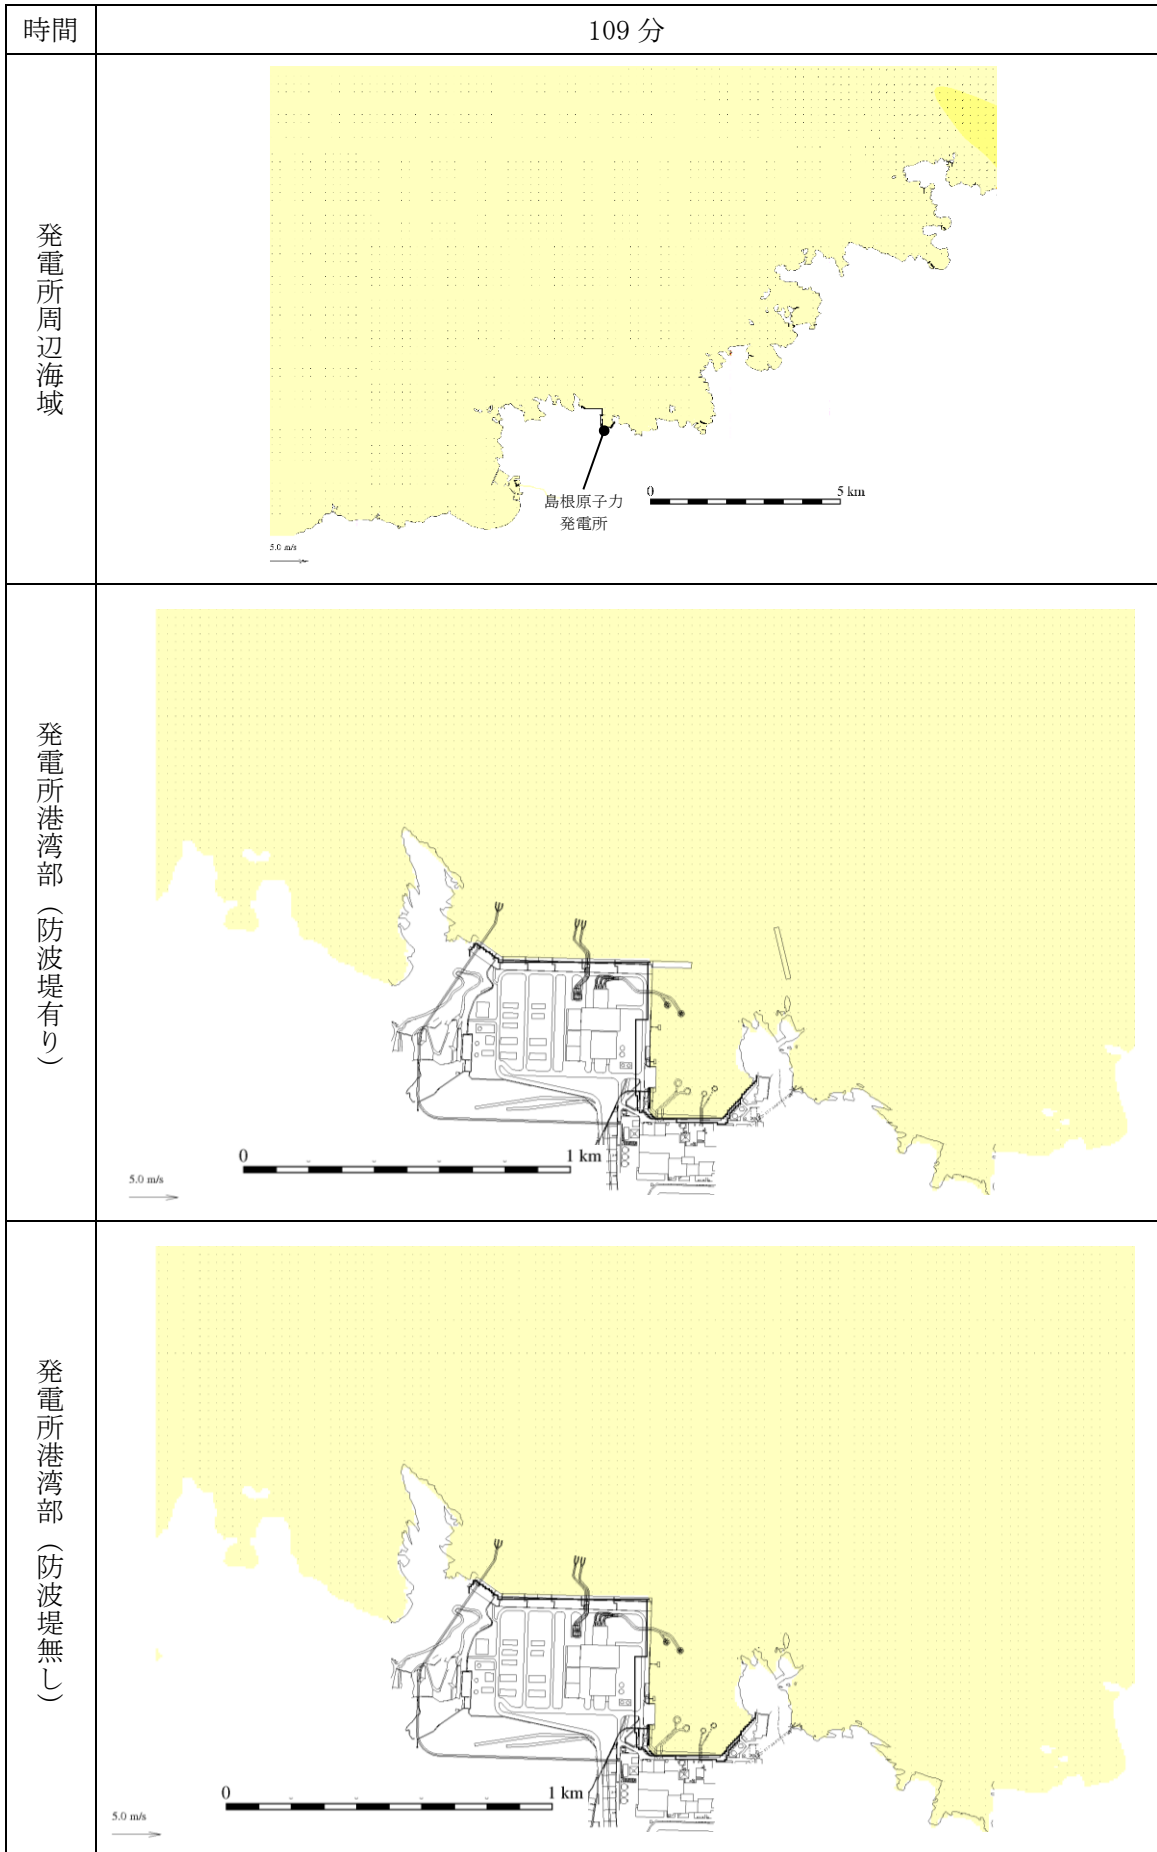 時間
109 分
発電所周辺海域
島根原子力
発電所
0
5 km
5.0 m/s
発電所港湾部（防波堤有り）
0
1 km
5.0 m/s
発電所港湾部（防波堤無し）
0
1 km
5.0 m/s